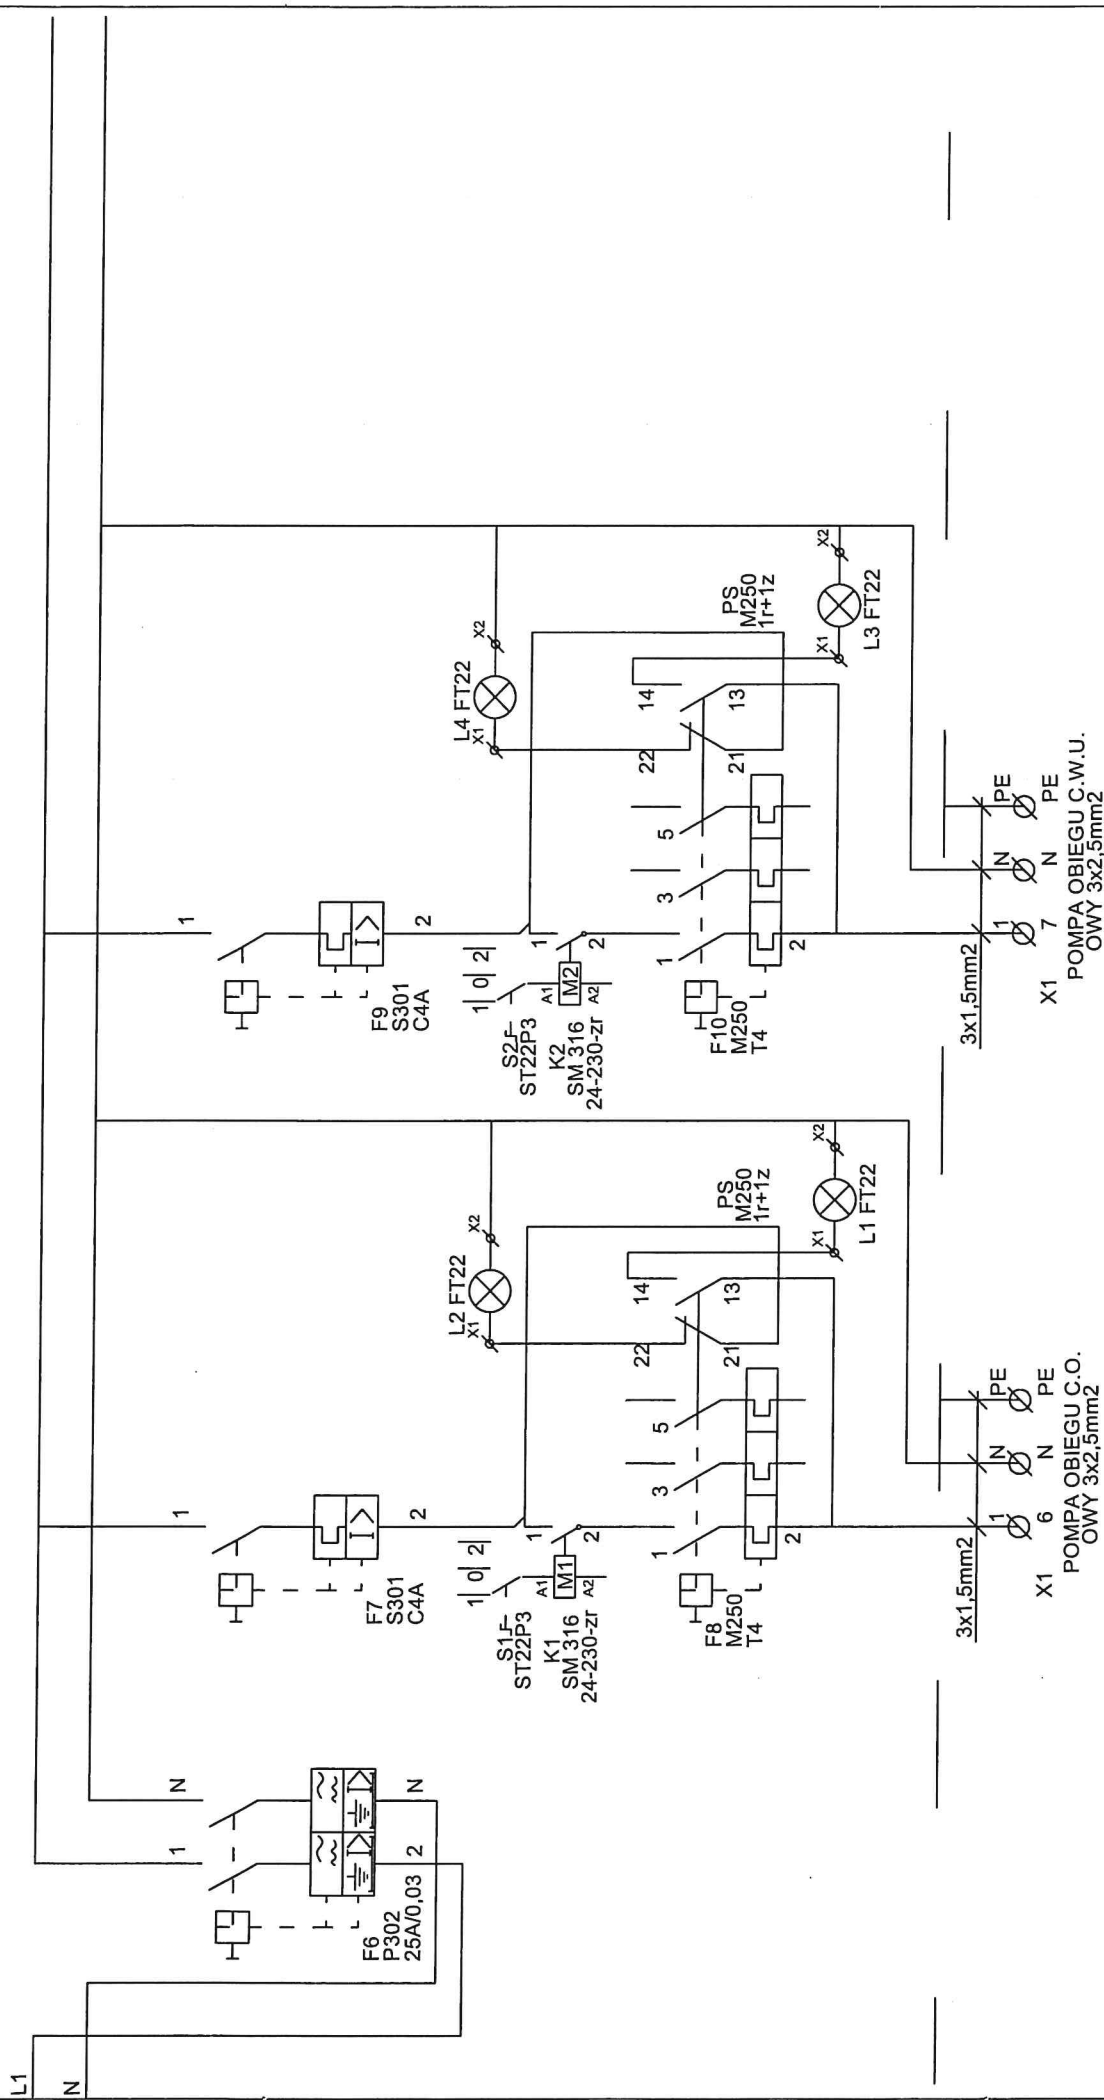 L1
N
1
N
2
N
F6
P302
25A/0,03
1
2
F7
S301
C4A
1| 0| 2|
S1
ST22P3
A1
M1
A2
K1
SM 316
24-230-zr
1
2
L2 FT22
X1
X2
1
3
5
2
F8
M250
T4
22
21
14
13
PS
M250
1r+1z
X1
X2
L1 FT22
3x1,5mm2
1
N
PE
X1
6
N
PE
POMPA OBIEGU C.O.
OWY 3x2,5mm2
1
2
F9
S301
C4A
1| 0| 2|
S2
ST22P3
A1
M2
A2
K2
SM 316
24-230-zr
1
2
L4 FT22
X1
X2
1
3
5
2
F10
M250
T4
22
21
14
13
PS
M250
1r+1z
X1
X2
L3 FT22
3x1,5mm2
1
N
PE
X1
7
N
PE
POMPA OBIEGU C.W.U.
OWY 3x2,5mm2